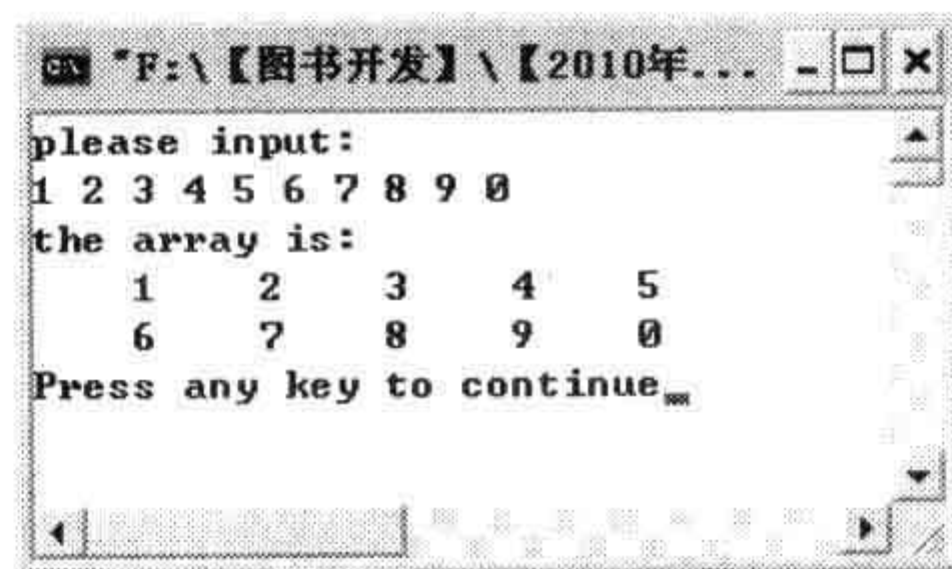 "F:\【图书开发】\【2010年...
please input:
1 2 3 4 5 6 7 8 9 0
the array is:
    1    2    3    4    5
    6    7    8    9    0
Press any key to continue